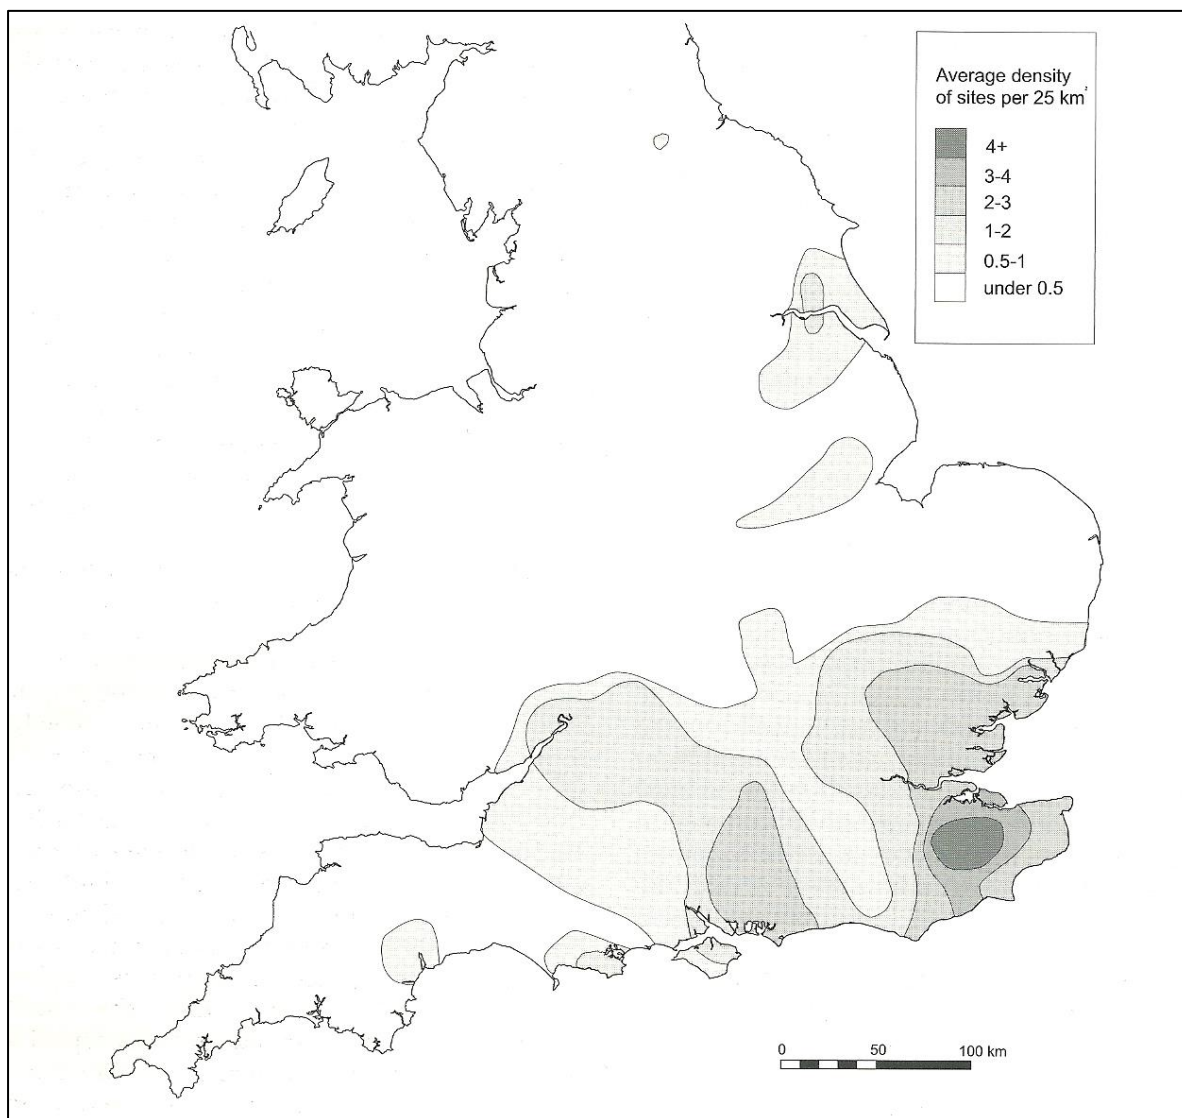 Average density
of sites per 25 km²
4+
3-4
2-3
1-2
0.5-1
under 0.5
0 50 100 km